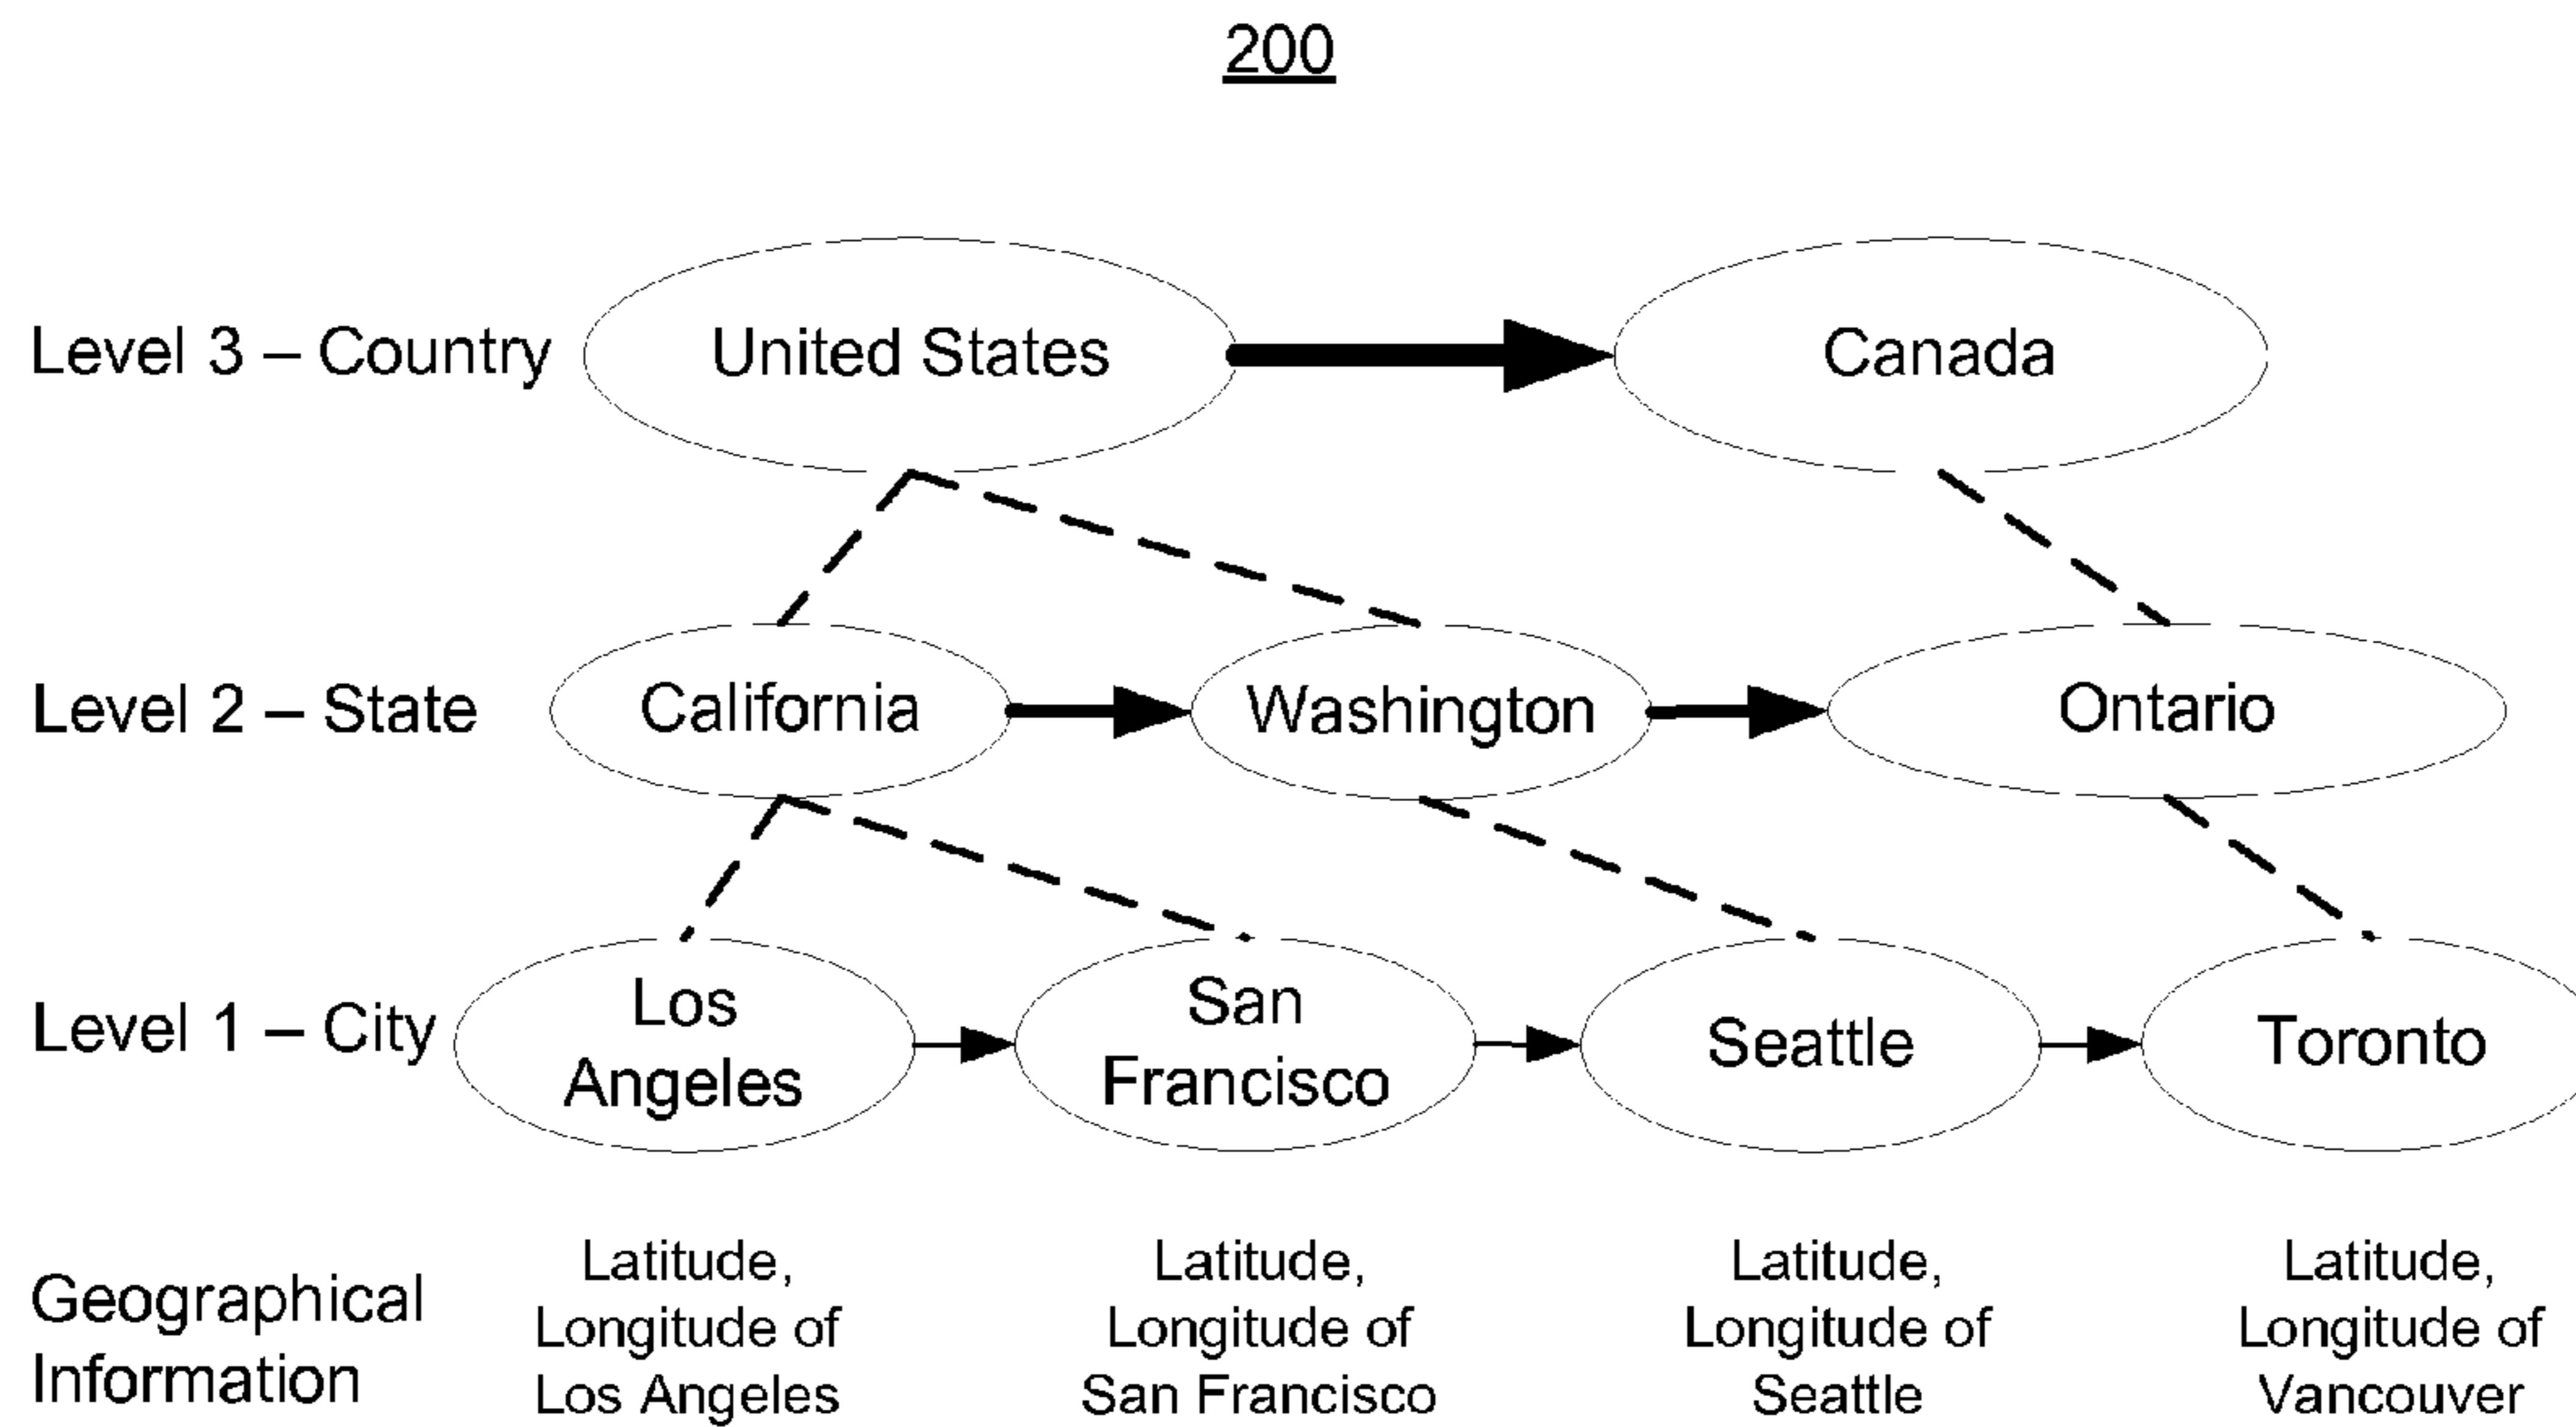 200
Level 3 – Country
United States
Canada
Level 2 – State
California
Washington
Ontario
Level 1 – City
Los
Angeles
San
Francisco
Seattle
Toronto
Geographical
Information
Latitude,
Longitude of
Los Angeles
Latitude,
Longitude of
San Francisco
Latitude,
Longitude of
Seattle
Latitude,
Longitude of
Vancouver